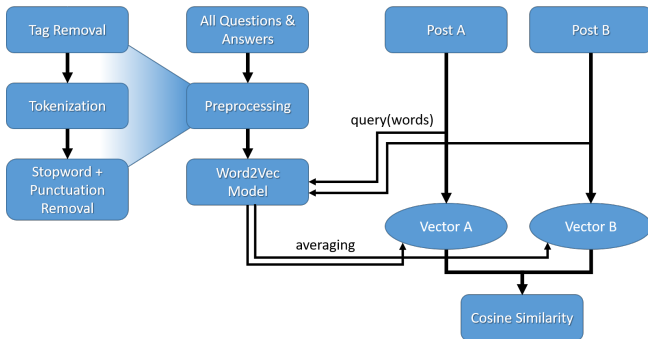 Tag Removal
All Questions &
Answers
Post A
Post B
Tokenization
Preprocessing
query(words)
Stopword +
Punctuation
Removal
Word2Vec
Model
Vector A
Vector B
averaging
Cosine Similarity